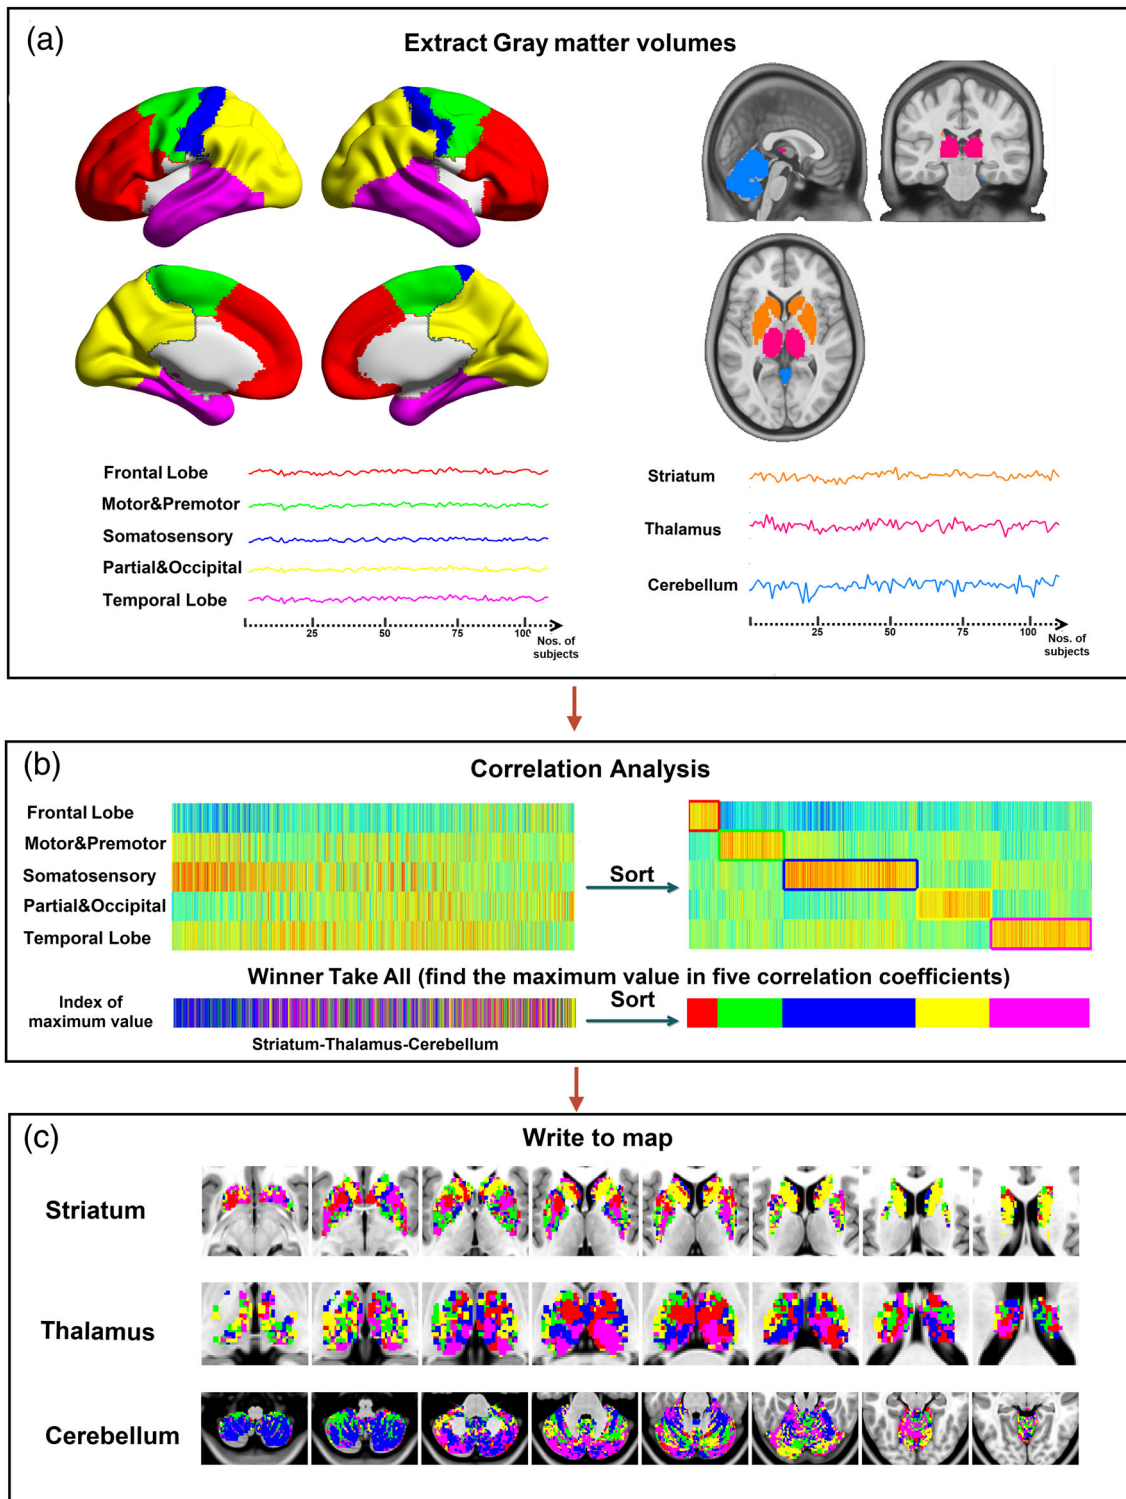 (a)
Extract Gray matter volumes
Frontal Lobe
Motor&Premotor
Somatosensory
Partial&Occipital
Temporal Lobe
25 50 75 100
Nos. of
subjects
Striatum
Thalamus
Cerebellum
25 50 75 100
Nos. of
subjects
(b)
Correlation Analysis
Frontal Lobe
Motor&Premotor
Somatosensory
Partial&Occipital
Temporal Lobe
Sort
Winner Take All (find the maximum value in five correlation coefficients)
Index of
maximum value
Sort
Striatum-Thalamus-Cerebellum
(c)
Write to map
Striatum
Thalamus
Cerebellum